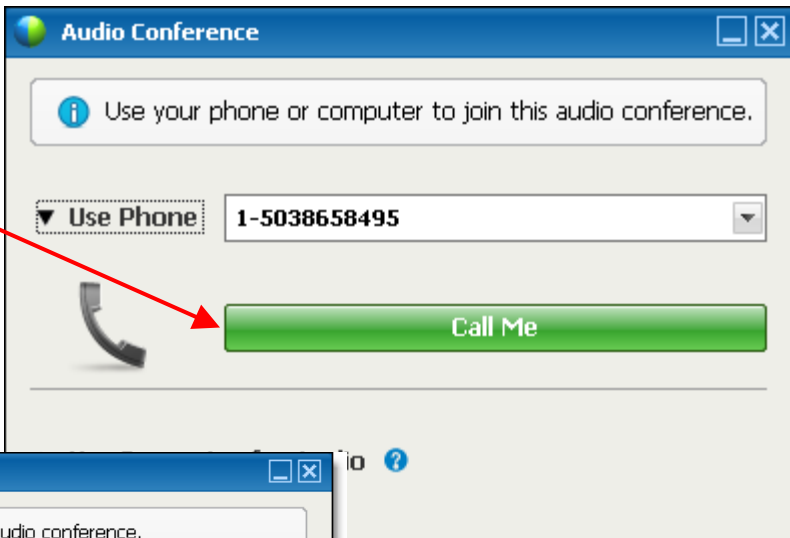 Audio Conference
Use your phone or computer to join this audio conference.
Use Phone
1-5038658495
Call Me
io
udio conference.